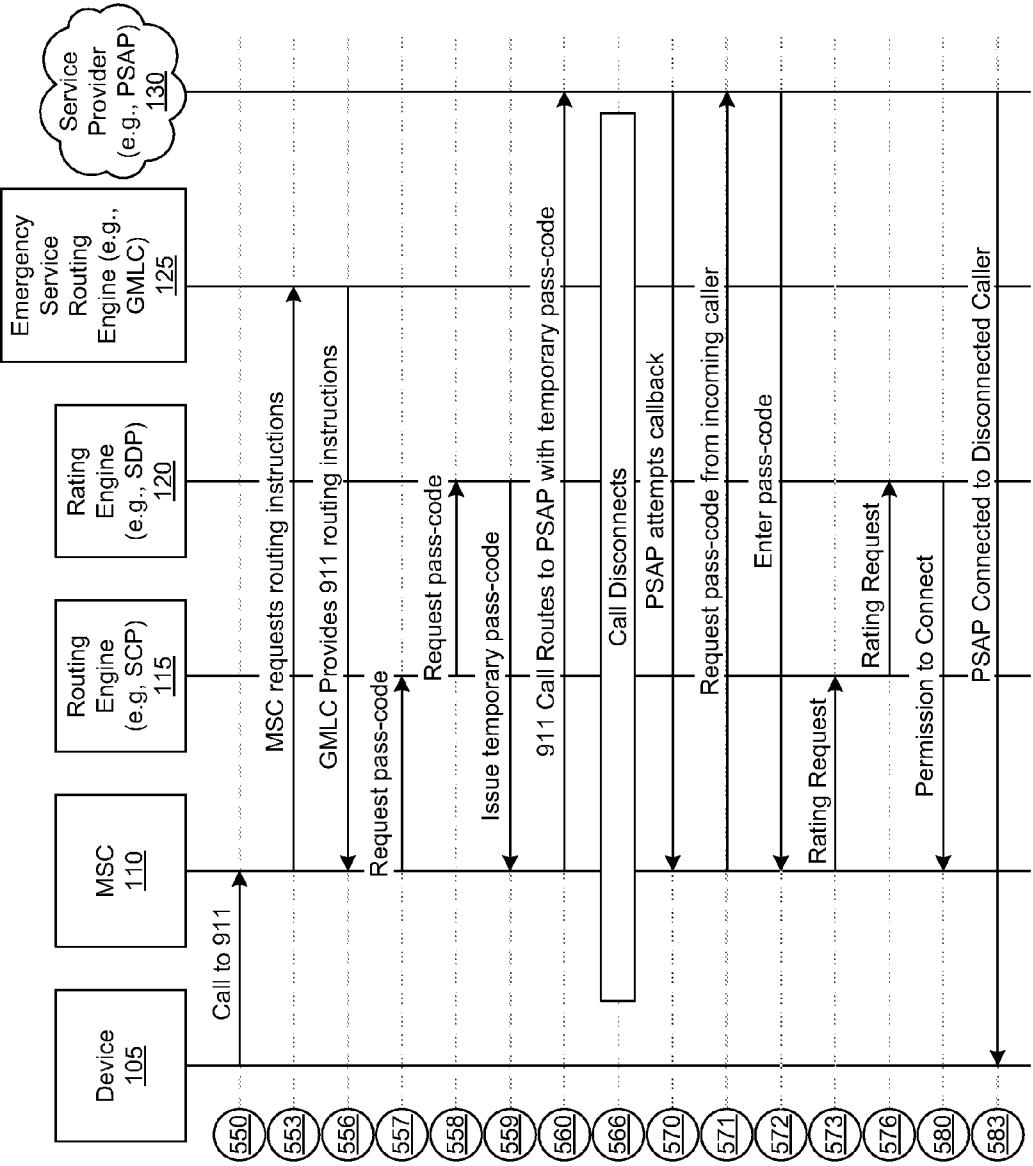 Device
105
MSC
110
Routing
Engine
(e.g, SCP)
115
Rating
Engine
(e.g., SDP)
120
Emergency
Service
Routing
Engine (e.g.,
GMLC)
125
Service
Provider
(e.g., PSAP)
130
550
Call to 911
553
MSC requests routing instructions
556
GMLC Provides 911 routing instructions
557
Request pass-code
558
Request pass-code
559
Issue temporary pass-code
560
911 Call Routes to PSAP with temporary pass-code
566
Call Disconnects
570
PSAP attempts callback
571
Request pass-code from incoming caller
572
Enter pass-code
573
Rating Request
576
Rating Request
580
Permission to Connect
583
PSAP Connected to Disconnected Caller